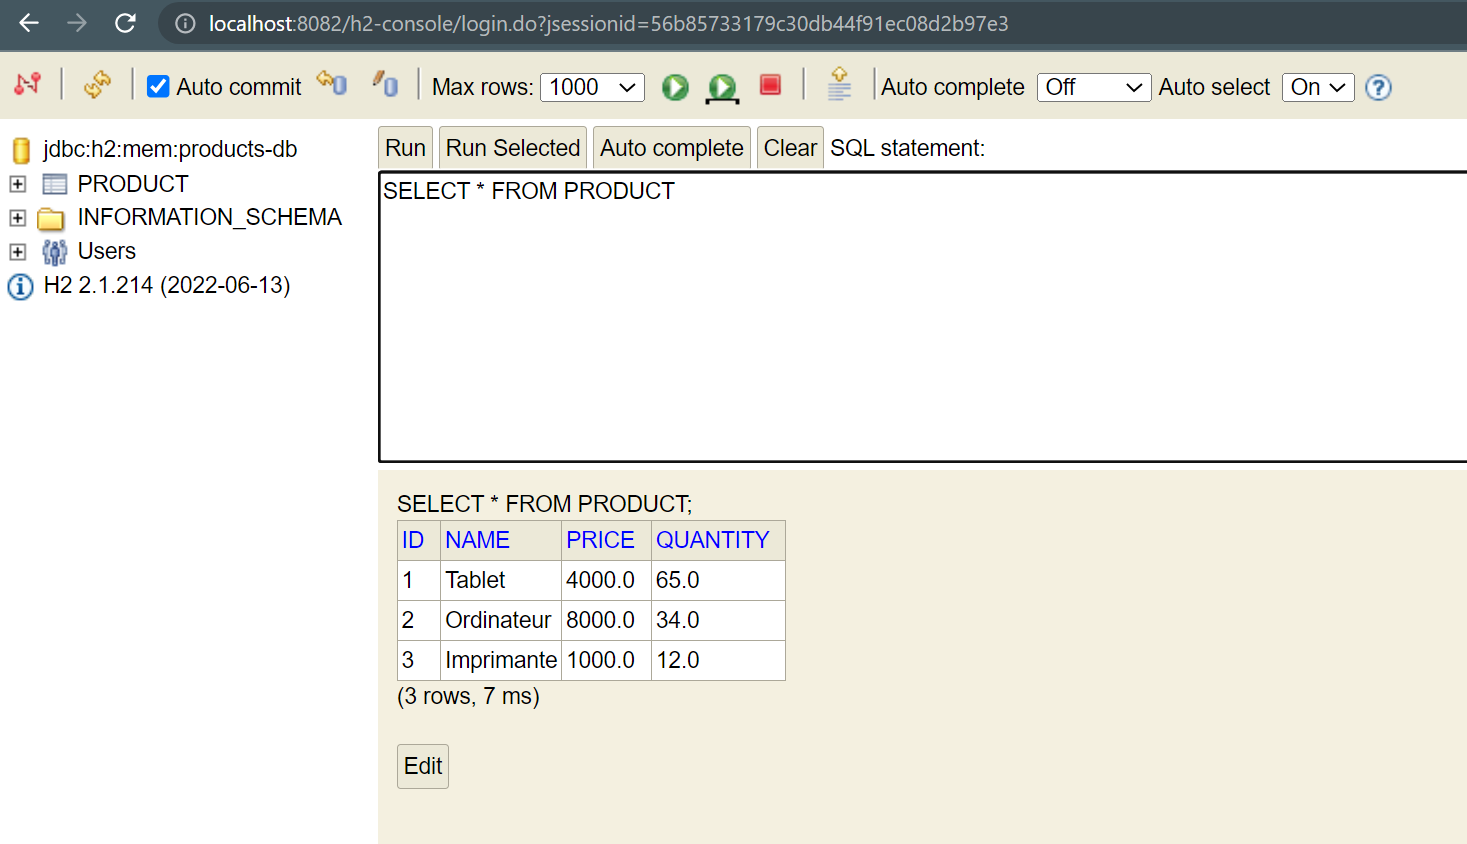 localhost:8082/h2-console/login.do?jsessionid=56b85733179c30db44f91ec08d2b97e3
Auto commit Max rows: 1000 Auto complete Off Auto select On
jdbc:h2:mem:products-db
PRODUCT
INFORMATION_SCHEMA
Users
H2 2.1.214 (2022-06-13)
Run Run Selected Auto complete Clear SQL statement:
SELECT * FROM PRODUCT
SELECT * FROM PRODUCT;
ID NAME PRICE QUANTITY
1 Tablet 4000.0 65.0
2 Ordinateur 8000.0 34.0
3 Imprimante 1000.0 12.0
(3 rows, 7 ms)
Edit